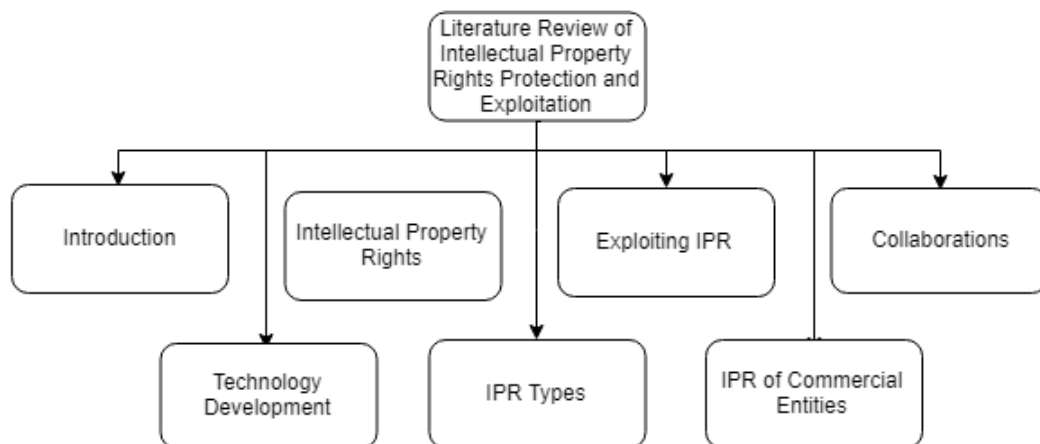 Literature Review of
Intellectual Property
Rights Protection and
Exploitation
Introduction
Intellectual Property
Rights
Exploiting IPR
Collaborations
Technology
Development
IPR Types
IPR of Commercial
Entities